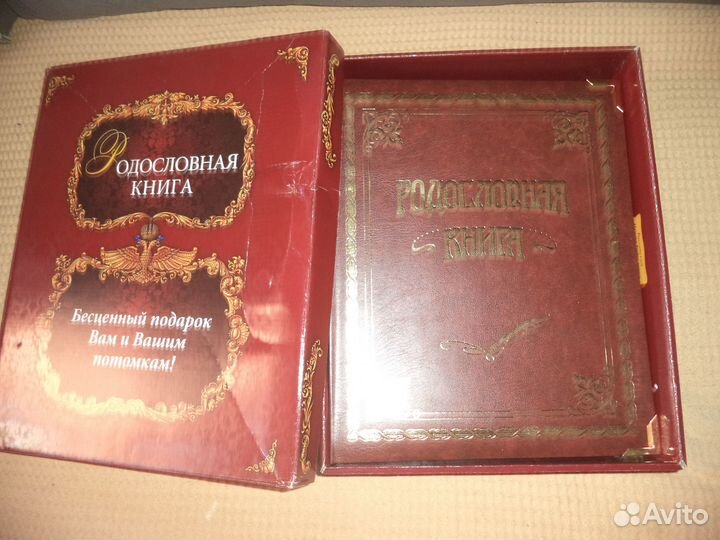 Родословная
книга
Бесценный подарок
Вам и Вашим
потомкам!
РОДОСЛОВНАЯ
КНИГА
Avito